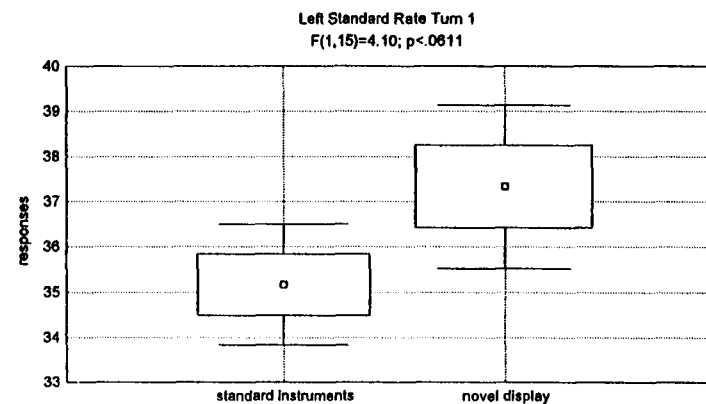 Left Standard Rate Turn 1
F(1,15)=4.10; p<.0611
40
39
38
37
36
35
34
33
responses
standard instruments
novel display